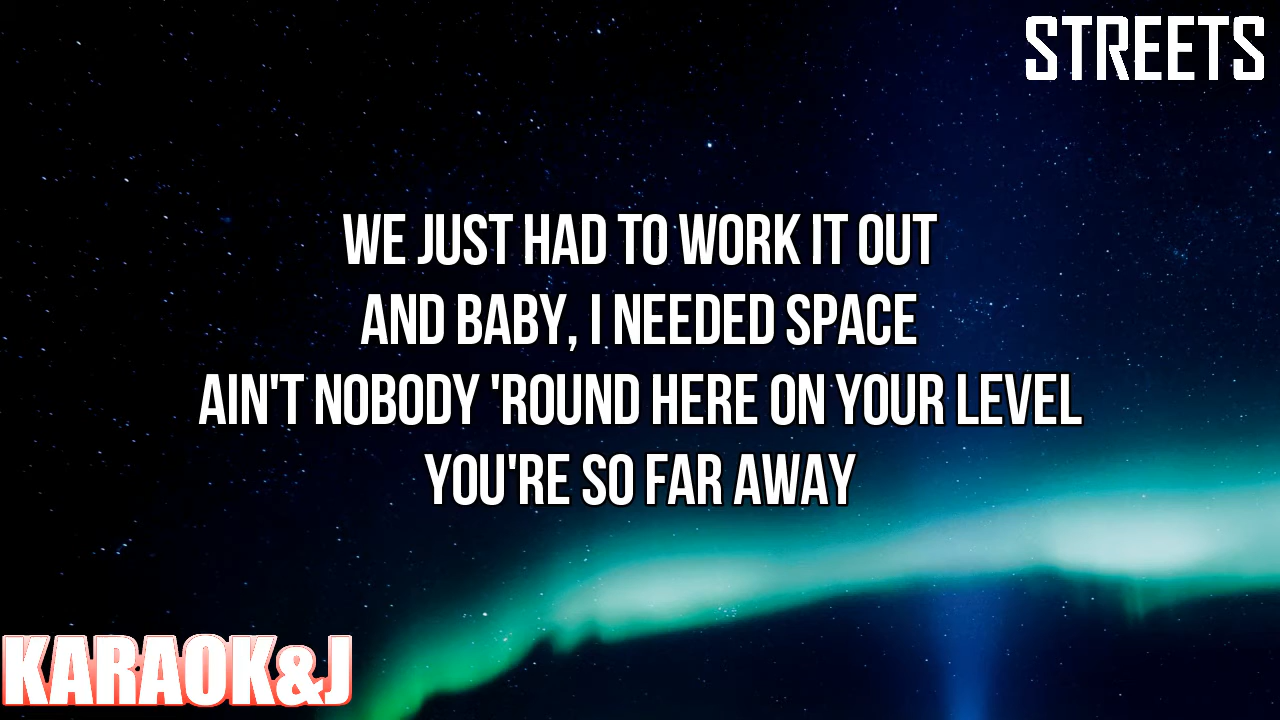 STREETS
WE JUST HAD TO WORK IT OUT
AND BABY, I NEEDED SPACE
AIN'T NOBODY 'ROUND HERE ON YOUR LEVEL
YOU'RE SO FAR AWAY
KARAOK&J